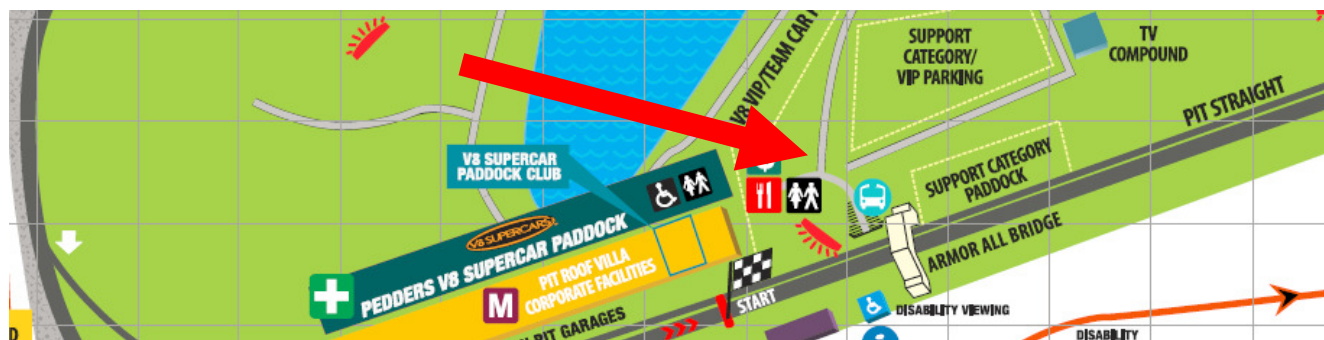 SUPPORT
CATEGORY/
VIP PARKING
TV
COMPOUND
V8 VIP/TEAM CAR
PIT STRAIGHT
V8 SUPERCAR
PADDOCK CLUB
SUPPORT CATEGORY
PADDOCK
V8 SUPERCARS
PEDDERS V8 SUPERCAR PADDOCK
PIT ROOF VILLA
CORPORATE FACILITIES
M
ARMOR ALL BRIDGE
START
PIT GARAGES
DISABILITY VIEWING
D
DISABILITY